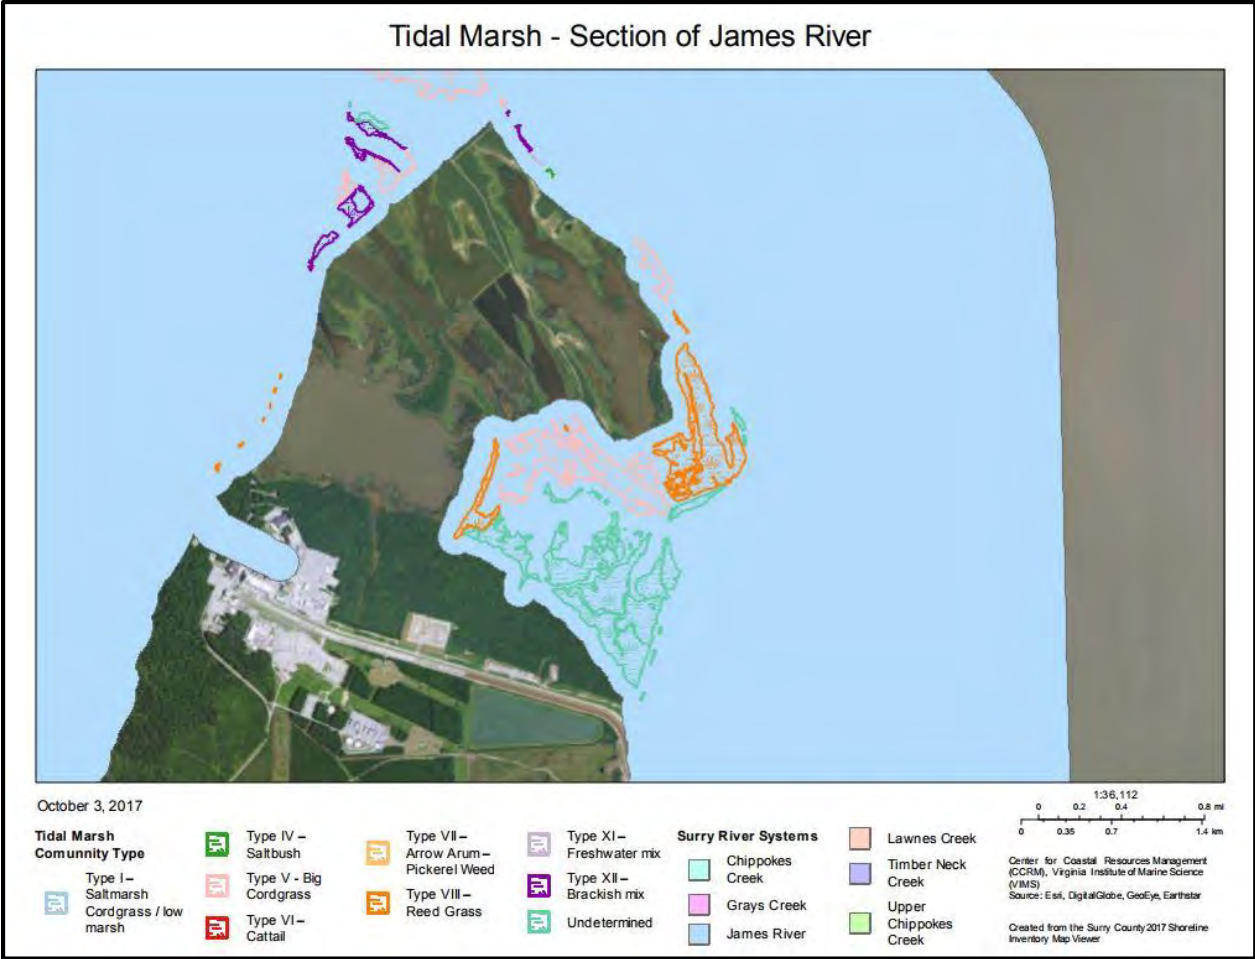 Tidal Marsh - Section of James River
October 3, 2017
Tidal Marsh
Comunnity Type
Type I –
Saltmarsh
Cordgrass / low
marsh
Type IV –
Saltbush
Type V - Big
Cordgrass
Type VI –
Cattail
Type VII –
Arrow Arum –
Pickerel Weed
Type VIII –
Reed Grass
Type XI –
Freshwater mix
Type XII –
Brackish mix
Undetermined
Surry River Systems
Chippokes
Creek
Grays Creek
James River
Lawnes Creek
Timber Neck
Creek
Upper
Chippokes
Creek
1:36,112
0 0.2 0.4 0.8 mi
0 0.35 0.7 1.4 km
Center for Coastal Resources Management
(CCRM), Virginia Institute of Marine Science
(VIMS)
Source: Esri, DigitalGlobe, GeoEye, Earthstar
Created from the Surry County 2017 Shoreline
Inventory Map Viewer